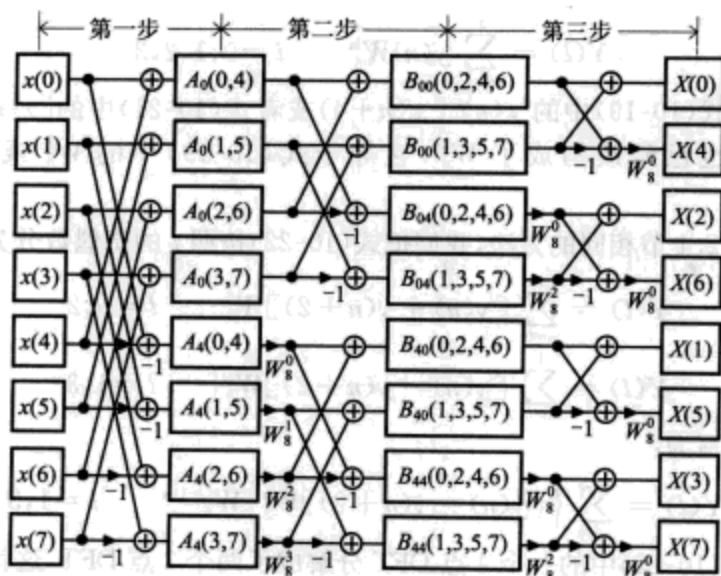 第一步 第二步 第三步
x(0) A₀(0,4) B₀₀(0,2,4,6) X(0)
x(1) A₀(1,5) B₀₀(1,3,5,7) −1 W₈⁰ X(4)
x(2) A₀(2,6) −1 B₀₄(0,2,4,6) W₈⁰ X(2)
x(3) A₀(3,7) −1 B₀₄(1,3,5,7) W₈² −1 W₈⁰ X(6)
x(4) −1 A₄(0,4) W₈⁰ B₄₀(0,2,4,6) X(1)
x(5) −1 A₄(1,5) W₈¹ B₄₀(1,3,5,7) −1 W₈⁰ X(5)
x(6) −1 A₄(2,6) W₈² −1 B₄₄(0,2,4,6) W₈⁰ X(3)
x(7) −1 A₄(3,7) W₈³ −1 B₄₄(1,3,5,7) W₈² −1 W₈⁰ X(7)